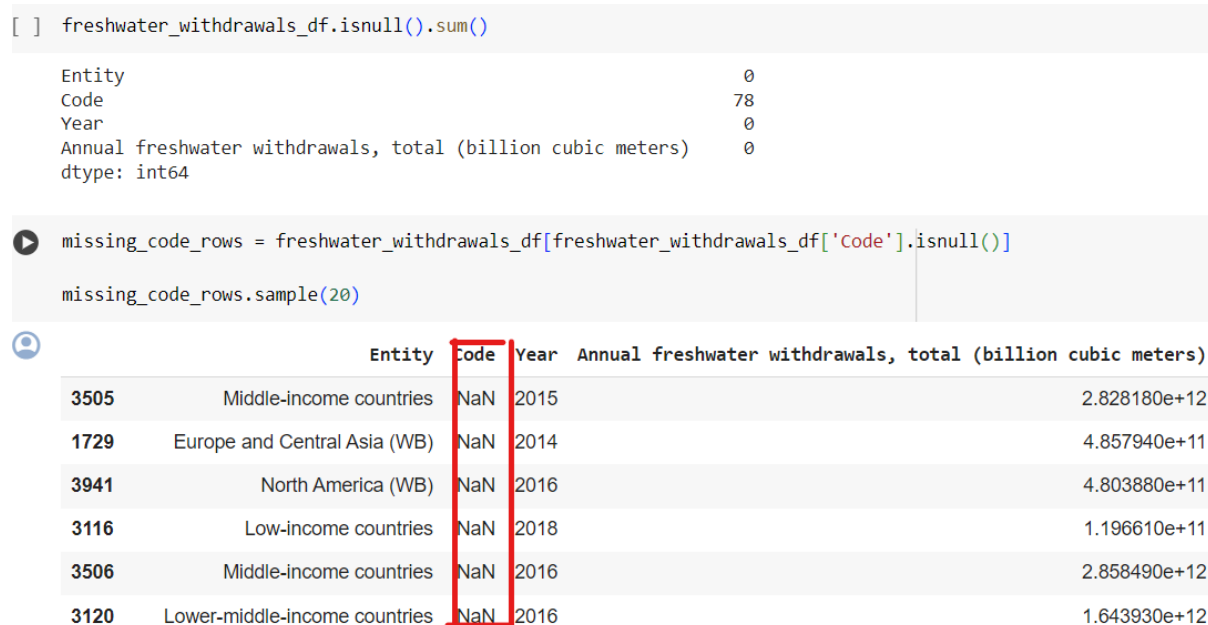 [ ] freshwater_withdrawals_df.isnull().sum()
Entity 0
Code 78
Year 0
Annual freshwater withdrawals, total (billion cubic meters) 0
dtype: int64
missing_code_rows = freshwater_withdrawals_df[freshwater_withdrawals_df['Code'].isnull()]
missing_code_rows.sample(20)
Entity Code Year Annual freshwater withdrawals, total (billion cubic meters)
3505 Middle-income countries NaN 2015 2.828180e+12
1729 Europe and Central Asia (WB) NaN 2014 4.857940e+11
3941 North America (WB) NaN 2016 4.803880e+11
3116 Low-income countries NaN 2018 1.196610e+11
3506 Middle-income countries NaN 2016 2.858490e+12
3120 Lower-middle-income countries NaN 2016 1.643930e+12